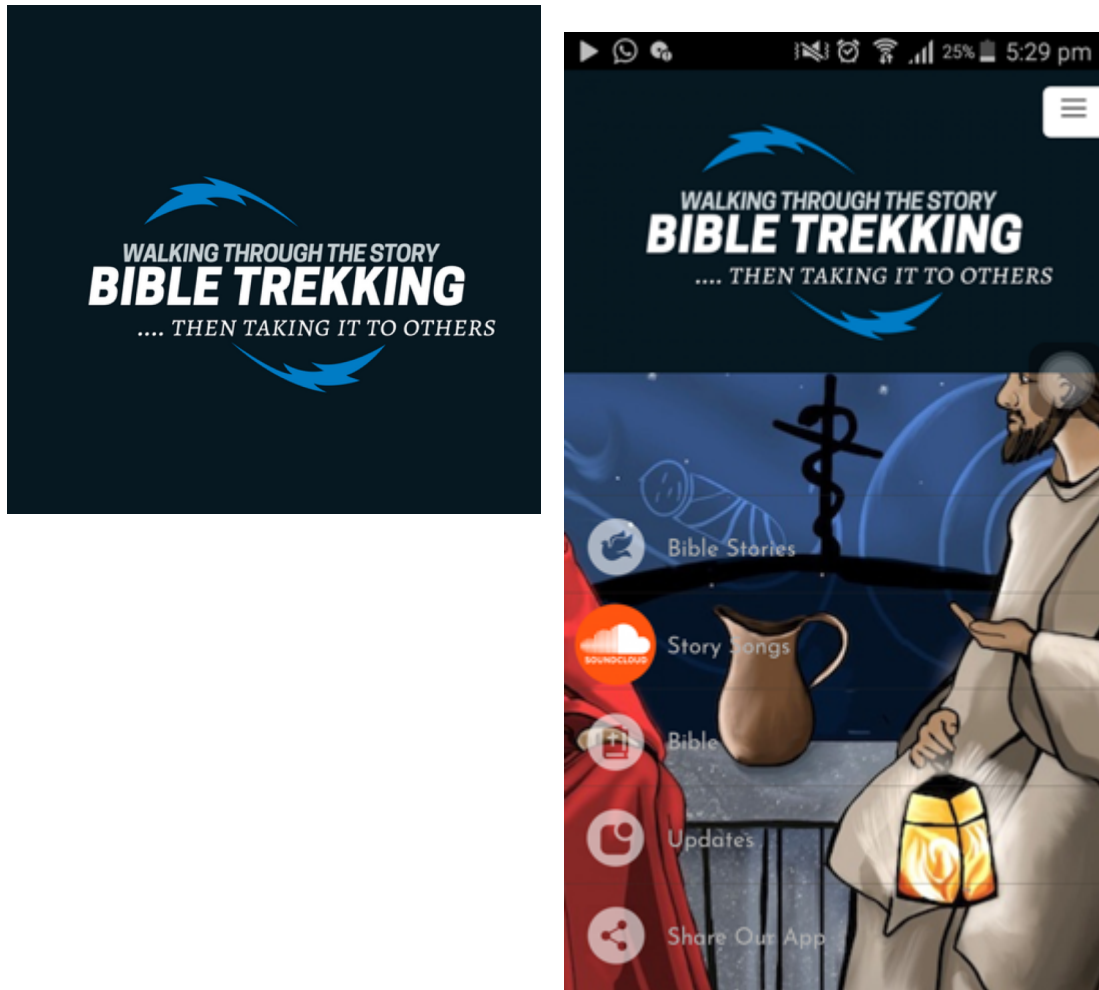 WALKING THROUGH THE STORY
BIBLE TREKKING
.... THEN TAKING IT TO OTHERS
25% 5:29 pm
WALKING THROUGH THE STORY
BIBLE TREKKING
.... THEN TAKING IT TO OTHERS
Bible Stories
SOUNDCLOUD
Story Songs
Bible
Updates
Share Our App